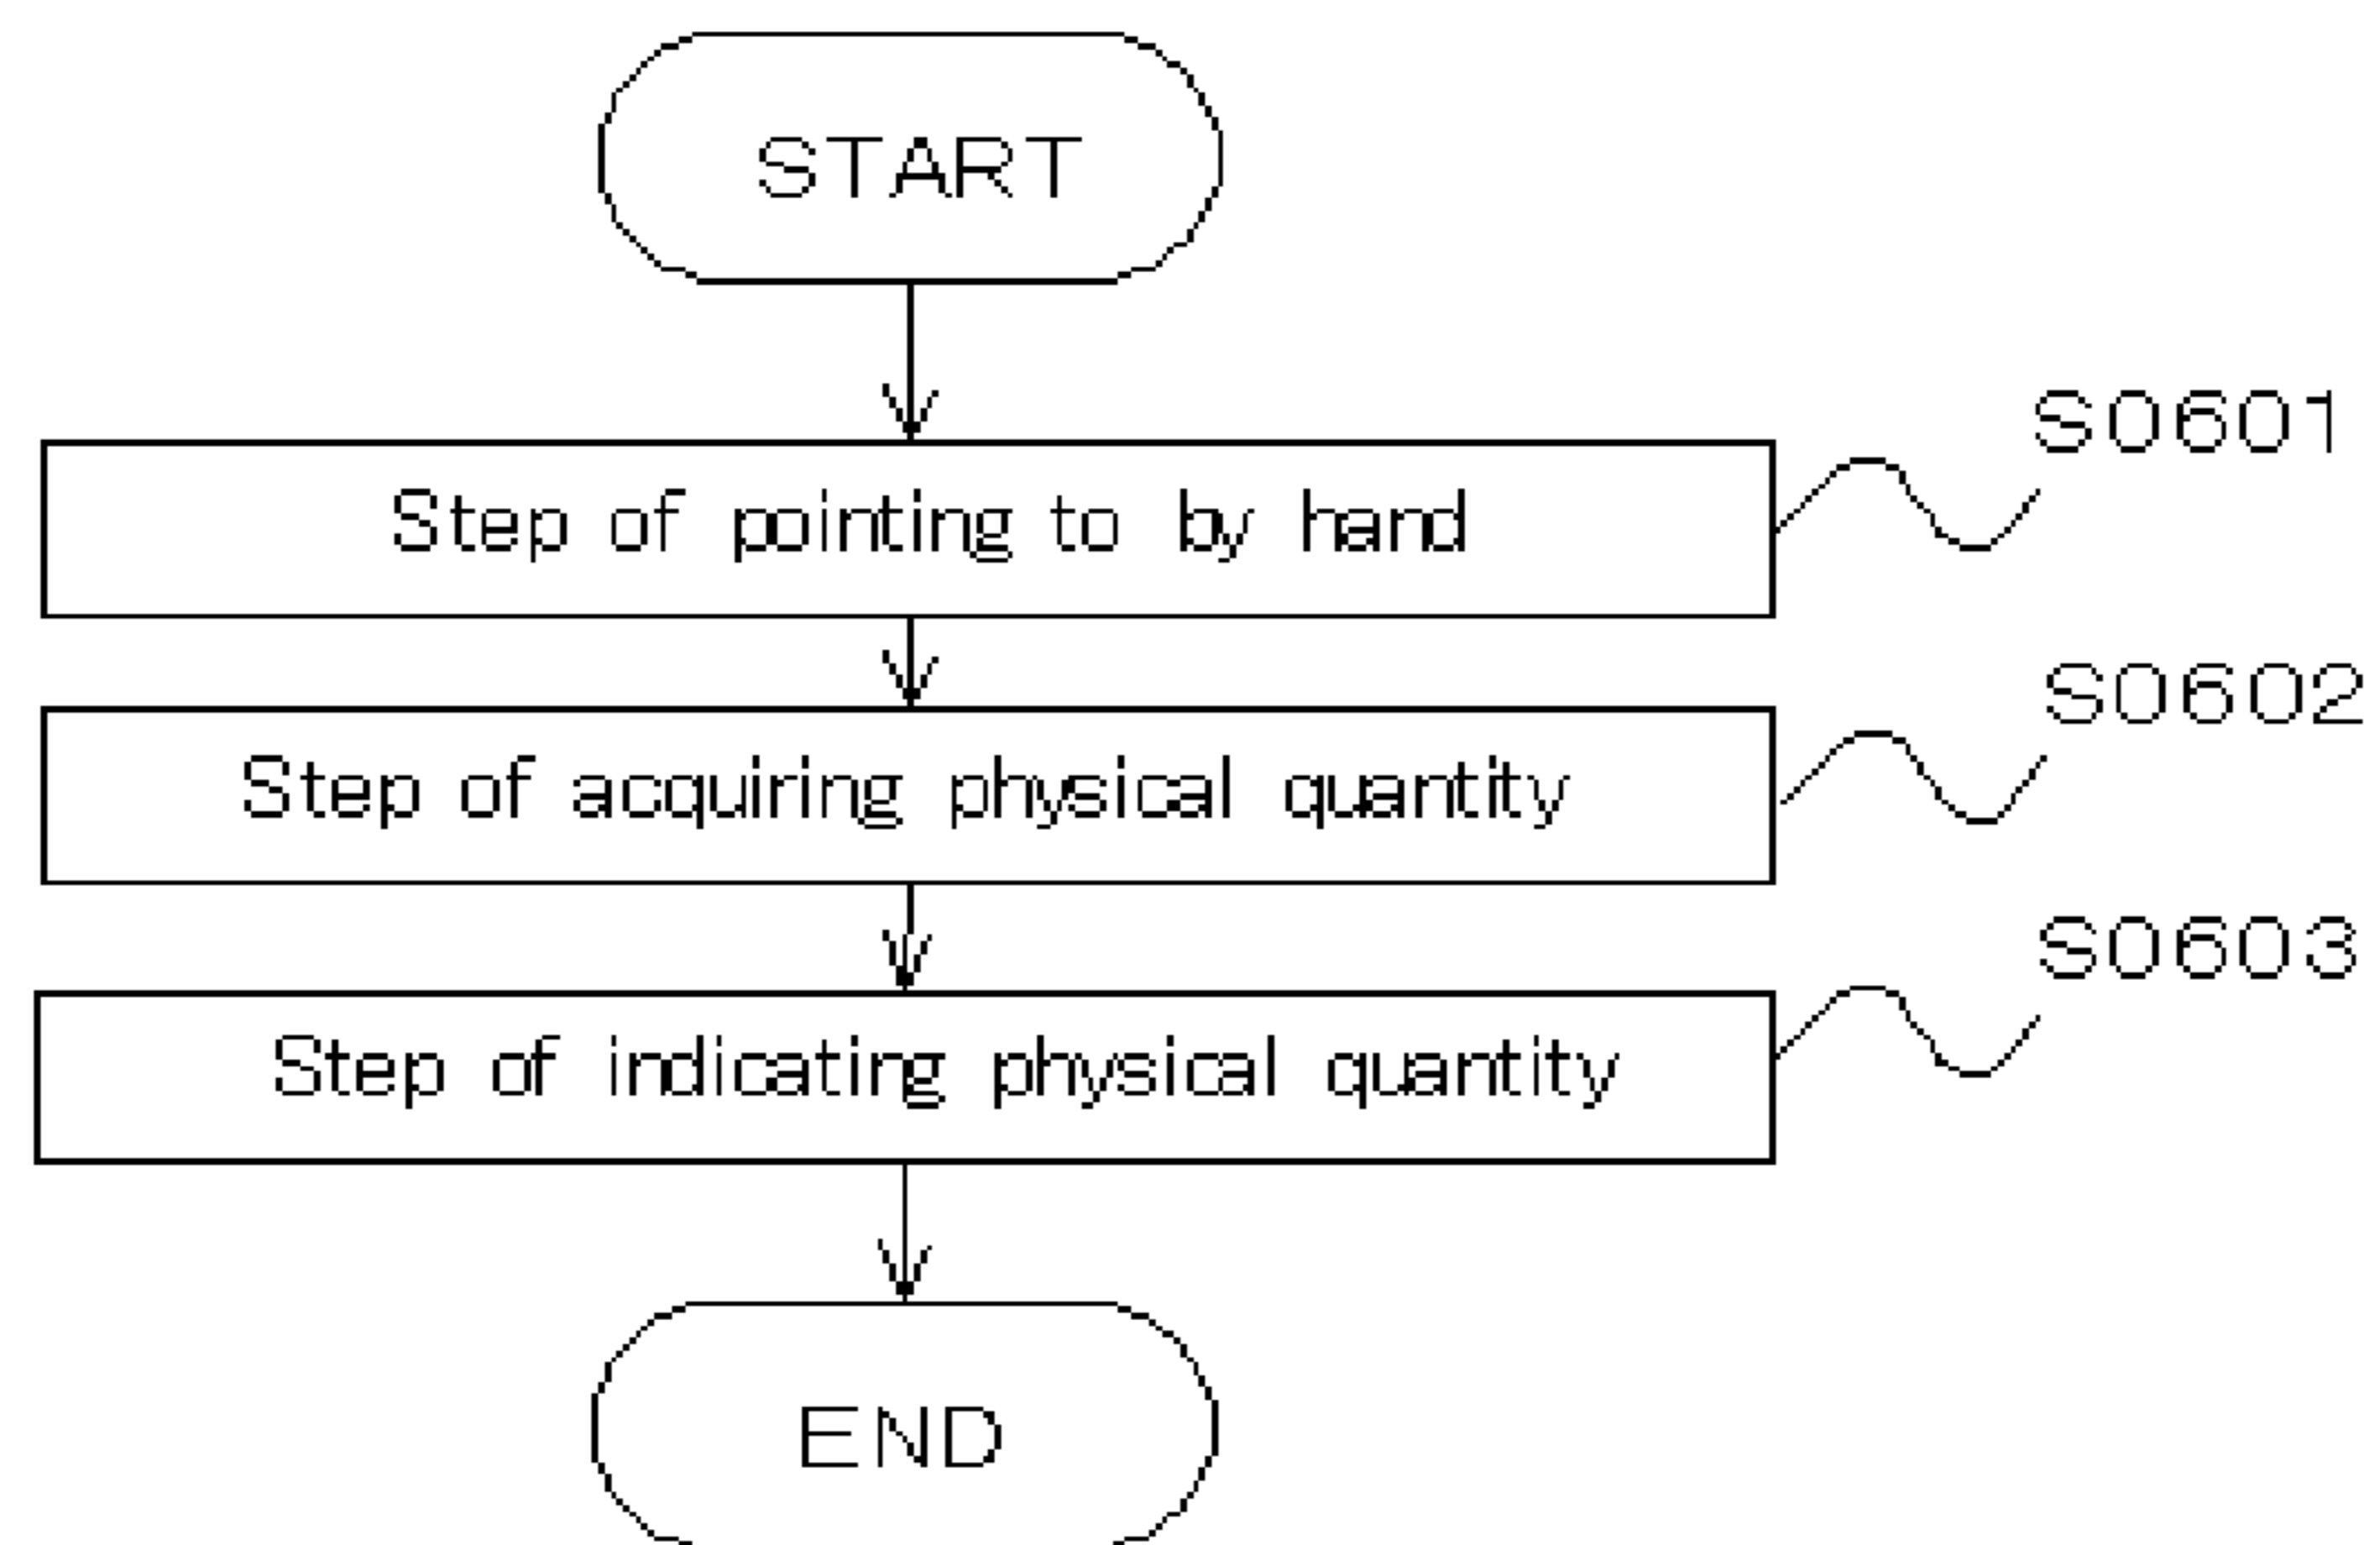 START
S0601
Step of pointing to by hand
S0602
Step of acquiring physical quantity
S0603
Step of indicating physical quantity
END